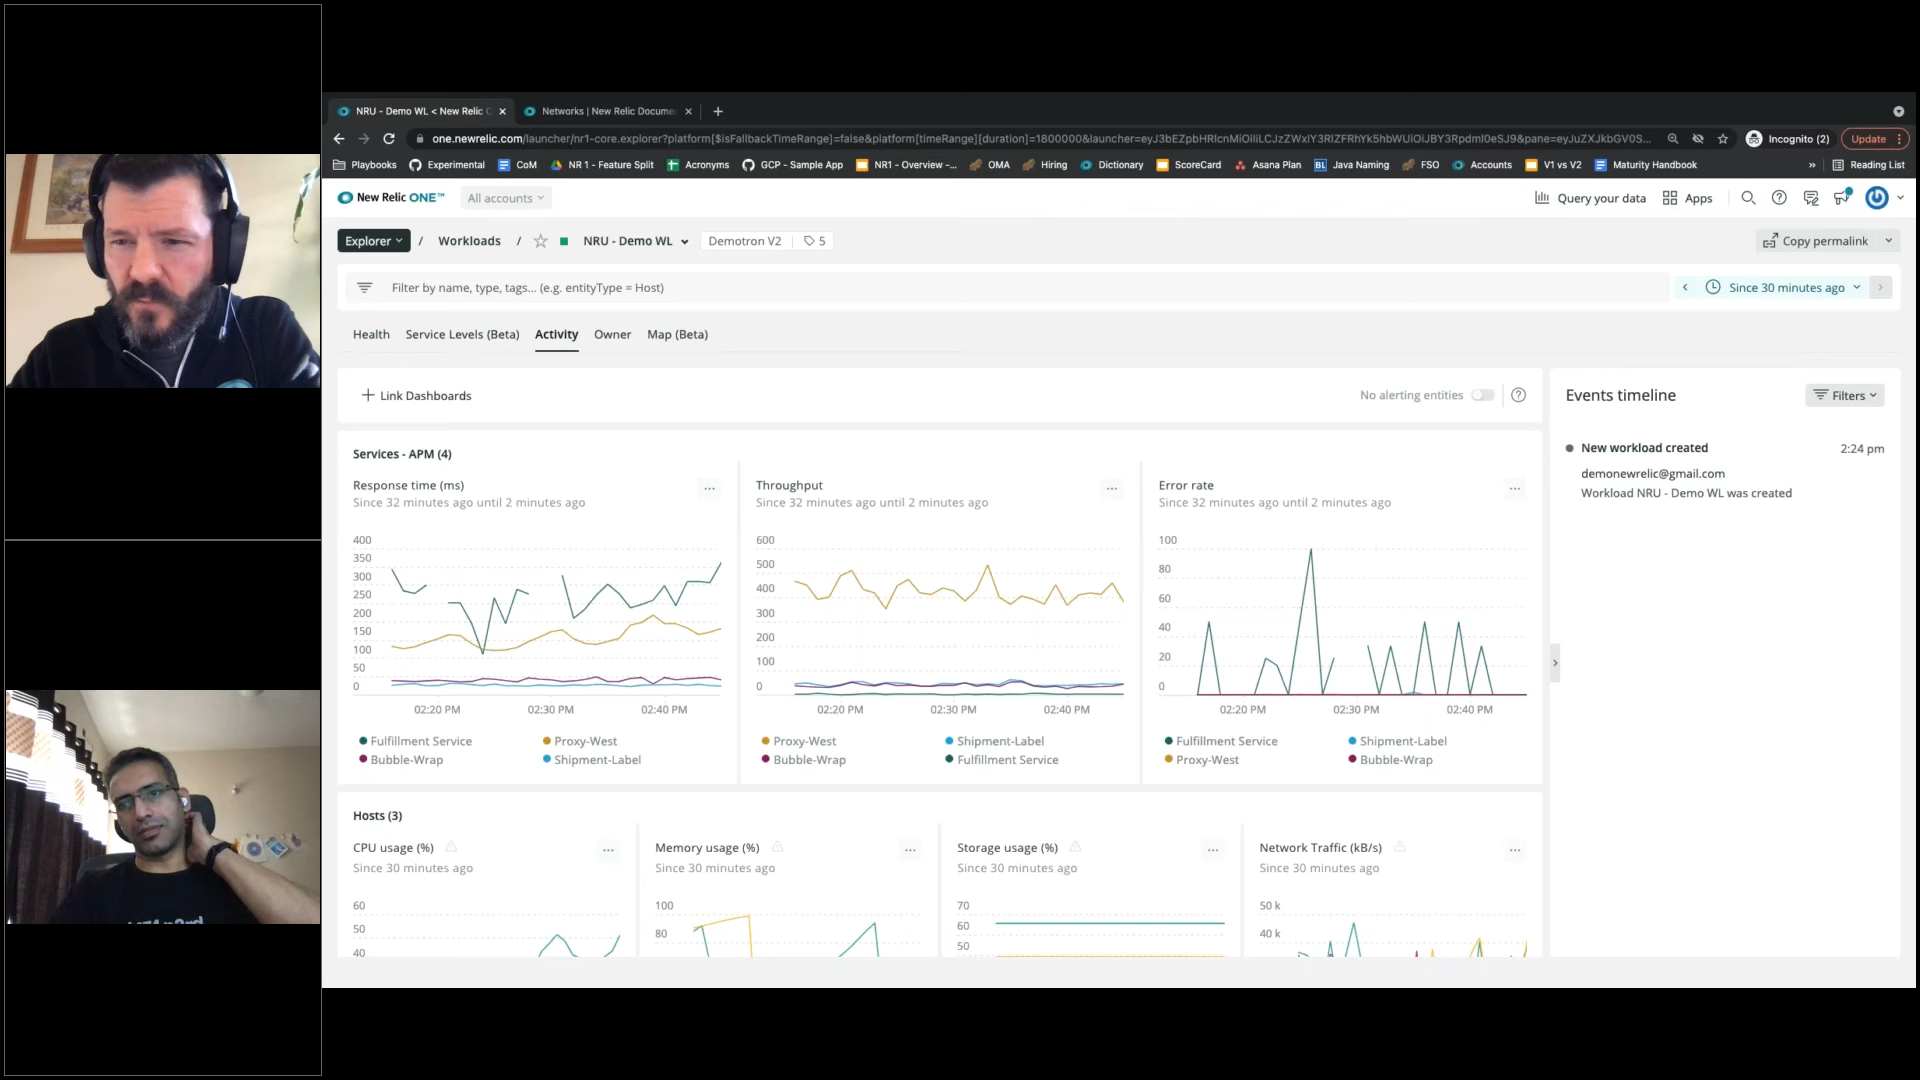 NRU - Demo WL < New Relic O
Networks | New Relic Documen
one.newrelic.com/launcher/nr1-core.explorer?platform[$isFallbackTimeRange]=false&platform[timeRange][duration]=1800000&launcher=
Incognito (2)
Update
Playbooks
Experimental
CoM
NR 1 - Feature Split
Acronyms
GCP - Sample App
NR1 - Overview -...
OMA
Hiring
Dictionary
ScoreCard
Asana Plan
BL Java Naming
FSO
Accounts
V1 vs V2
Maturity Handbook
»
Reading List
New Relic ONE™
All accounts
Query your data
Apps
Explorer / Workloads / NRU - Demo WL
Demotron V2
5
Copy permalink
Filter by name, type, tags... (e.g. entityType = Host)
Since 30 minutes ago
Health
Service Levels (Beta)
Activity
Owner
Map (Beta)
+ Link Dashboards
No alerting entities
Services - APM (4)
Response time (ms)
Since 32 minutes ago until 2 minutes ago
400
350
300
250
200
150
100
50
0
02:20 PM
02:30 PM
02:40 PM
Fulfillment Service
Proxy-West
Bubble-Wrap
Shipment-Label
Throughput
Since 32 minutes ago until 2 minutes ago
600
500
400
300
200
100
0
02:20 PM
02:30 PM
02:40 PM
Proxy-West
Shipment-Label
Bubble-Wrap
Fulfillment Service
Error rate
Since 32 minutes ago until 2 minutes ago
100
80
60
40
20
0
02:20 PM
02:30 PM
02:40 PM
Fulfillment Service
Shipment-Label
Proxy-West
Bubble-Wrap
Events timeline
Filters
New workload created
2:24 pm
demonewrelic@gmail.com
Workload NRU - Demo WL was created
Hosts (3)
CPU usage (%)
Since 30 minutes ago
60
50
40
Memory usage (%)
Since 30 minutes ago
100
80
Storage usage (%)
Since 30 minutes ago
70
60
50
Network Traffic (kB/s)
Since 30 minutes ago
50 k
40 k